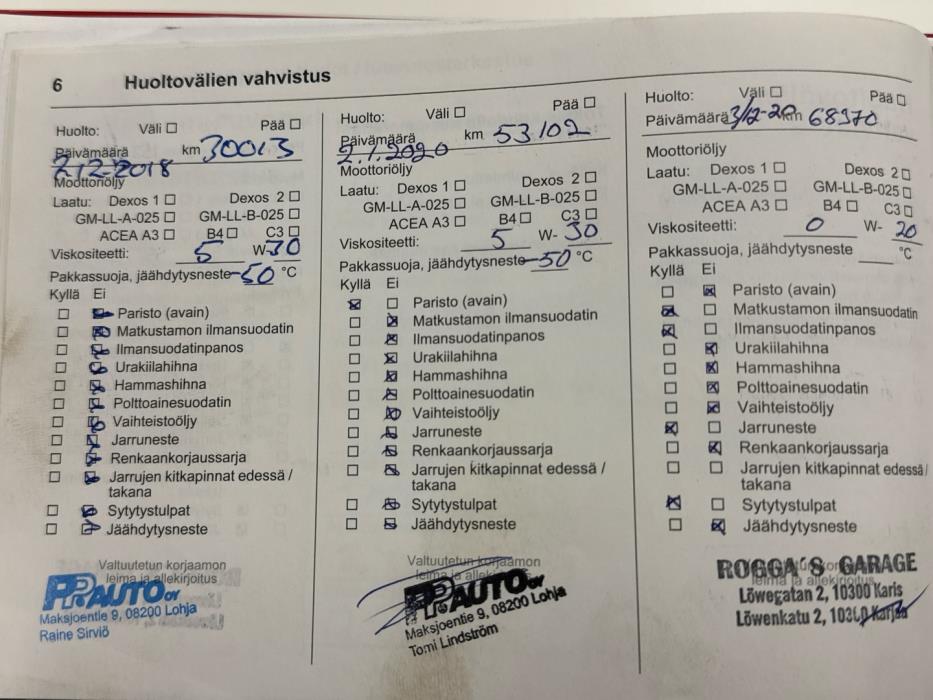 6 Huoltovälien vahvistus
Huolto: Väli Pää
Päivämäärä km 30013
2.12-2018
Moottoriöljy
Laatu: Dexos 1 Dexos 2
GM-LL-A-025 GM-LL-B-025
ACEA A3 B4 C3
Viskositeetti: 5 W-30
Pakkassuoja, jäähdytysneste -50 °C
Kyllä Ei
Paristo (avain)
Matkustamon ilmansuodatin
Ilmansuodatinpanos
Urakiilahihna
Hammashihna
Polttoainesuodatin
Vaihteistoöljy
Jarruneste
Renkaankorjaussarja
Jarrujen kitkapinnat edessä /
takana
Sytytystulpat
Jäähdytysneste
Valtuutetun korjaamon
leima ja allekirjoitus
PR AUTO OY
Maksjoentie 9, 08200 Lohja
Raine Sirviö
Huolto: Väli Pää
Päivämäärä km 53.102
2.1.2020
Moottoriöljy
Laatu: Dexos 1 Dexos 2
GM-LL-A-025 GM-LL-B-025
ACEA A3 B4 C3
Viskositeetti: 5 W- 30
Pakkassuoja, jäähdytysneste -50 °C
Kyllä Ei
Paristo (avain)
Matkustamon ilmansuodatin
Ilmansuodatinpanos
Urakiilahihna
Hammashihna
Polttoainesuodatin
Vaihteistoöljy
Jarruneste
Renkaankorjaussarja
Jarrujen kitkapinnat edessä /
takana
Sytytystulpat
Jäähdytysneste
Valtuutetun korjaamon
leima ja allekirjoitus
PR AUTO OY
Maksjoentie 9, 08200 Lohja
Tomi Lindström
Huolto: Väli Pää
Päivämäärä 3/12-20 km 68970
Moottoriöljy
Laatu: Dexos 1 Dexos 2
GM-LL-A-025 GM-LL-B-025
ACEA A3 B4 C3
Viskositeetti: 0 W- 20
Pakkassuoja, jäähdytysneste °C
Kyllä Ei
Paristo (avain)
Matkustamon ilmansuodatin
Ilmansuodatinpanos
Urakiilahihna
Hammashihna
Polttoainesuodatin
Vaihteistoöljy
Jarruneste
Renkaankorjaussarja
Jarrujen kitkapinnat edessä /
takana
Sytytystulpat
Jäähdytysneste
ROGGA´S GARAGE
leima ja allekirjoitus
Löwegatan 2, 10300 Karis
Löwenkatu 2, 10300 Karjaa